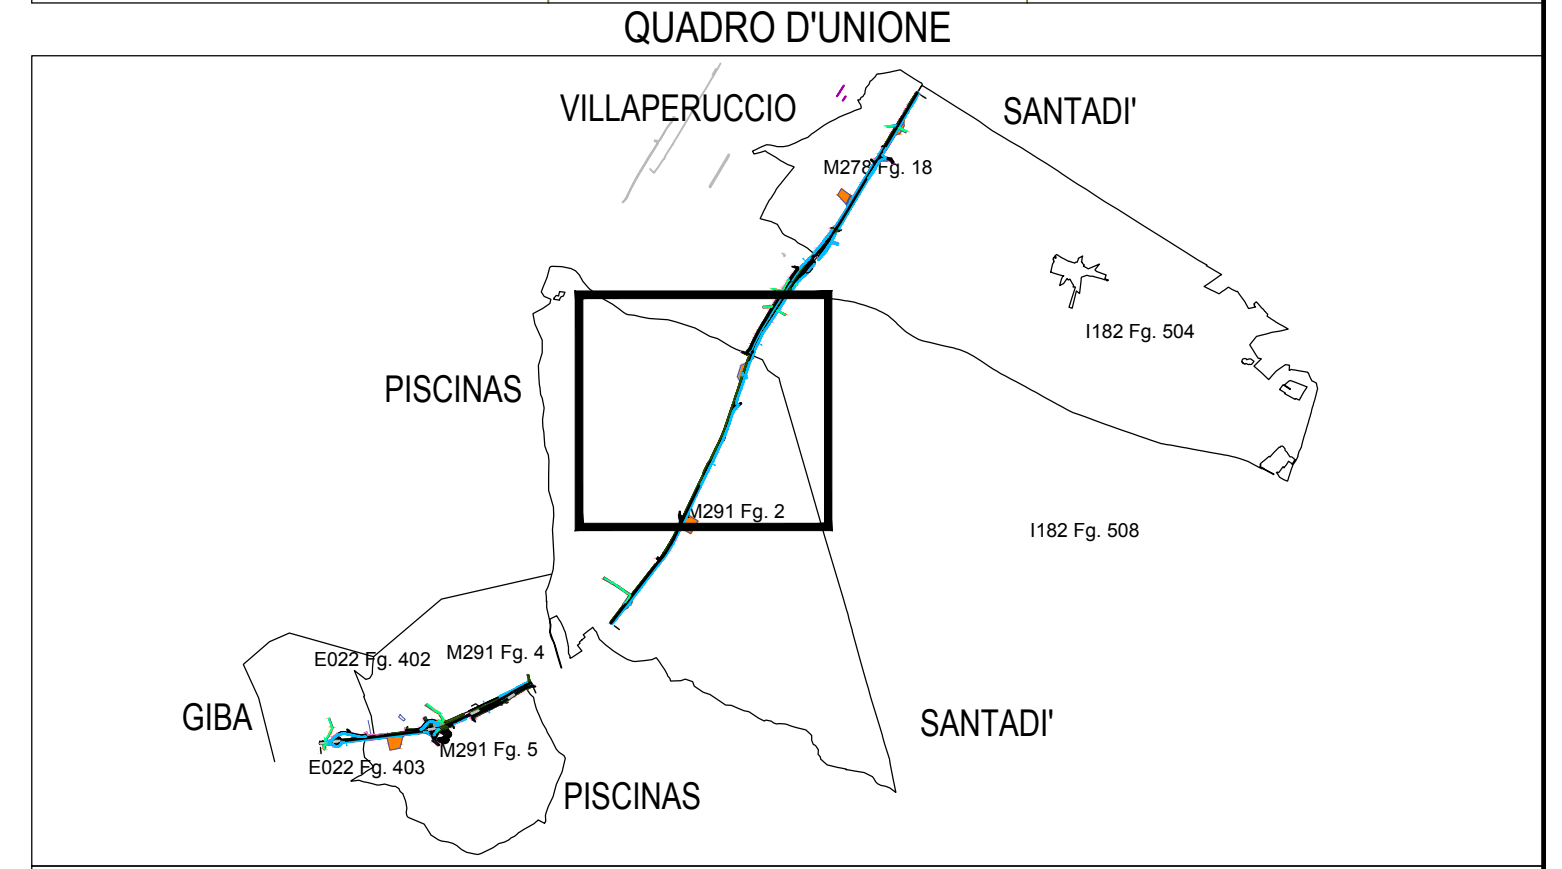 QUADRO D'UNIONE
VILLAPERUCCIO
SANTADI'
M278 Fg. 18
I182 Fg. 504
PISCINAS
M291 Fg. 2
I182 Fg. 508
E022 Fg. 402
M291 Fg. 4
GIBA
SANTADI'
M291 Fg. 5
E022 Fg. 403
PISCINAS